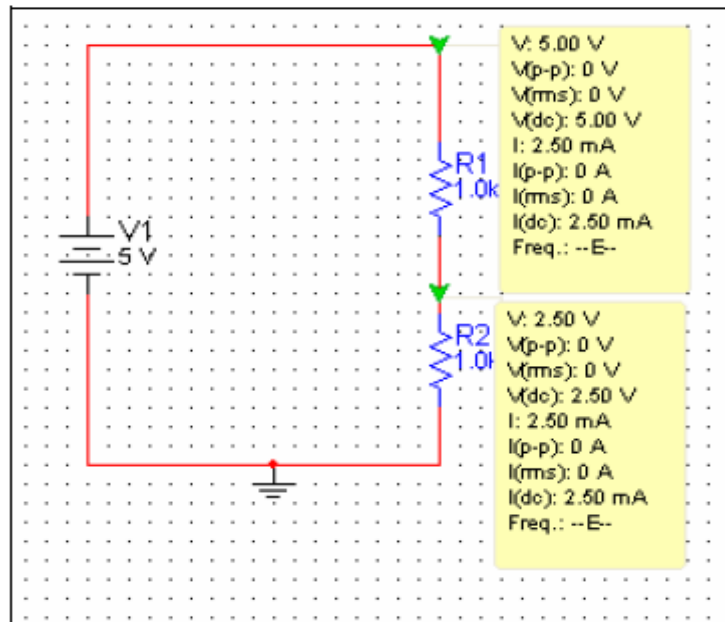 V: 5.00 V
V(p-p): 0 V
V(rms): 0 V
V(dc): 5.00 V
I: 2.50 mA
I(p-p): 0 A
I(rms): 0 A
I(dc): 2.50 mA
Freq.: --E--
R1
1.0k
V1
5 V
V: 2.50 V
V(p-p): 0 V
V(rms): 0 V
V(dc): 2.50 V
I: 2.50 mA
I(p-p): 0 A
I(rms): 0 A
I(dc): 2.50 mA
Freq.: --E--
R2
1.0k